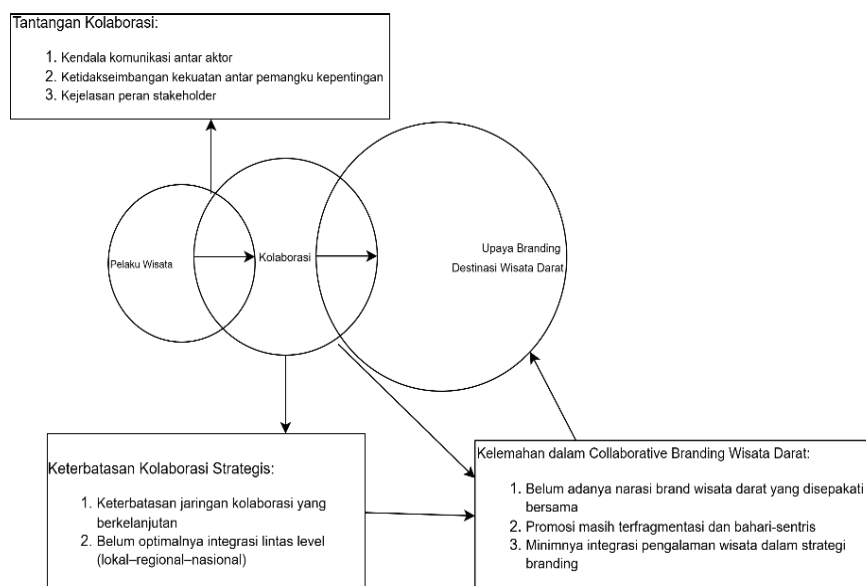 Tantangan Kolaborasi:
1. Kendala komunikasi antar aktor
2. Ketidakseimbangan kekuatan antar pemangku kepentingan
3. Kejelasan peran stakeholder
Pelaku Wisata
Kolaborasi
Upaya Branding
Destinasi Wisata Darat
Keterbatasan Kolaborasi Strategis:
1. Keterbatasan jaringan kolaborasi yang
berkelanjutan
2. Belum optimalnya integrasi lintas level
(lokal–regional–nasional)
Kelemahan dalam Collaborative Branding Wisata Darat:
1. Belum adanya narasi brand wisata darat yang disepakati
bersama
2. Promosi masih terfragmentasi dan bahari-sentris
3. Minimnya integrasi pengalaman wisata dalam strategi
branding